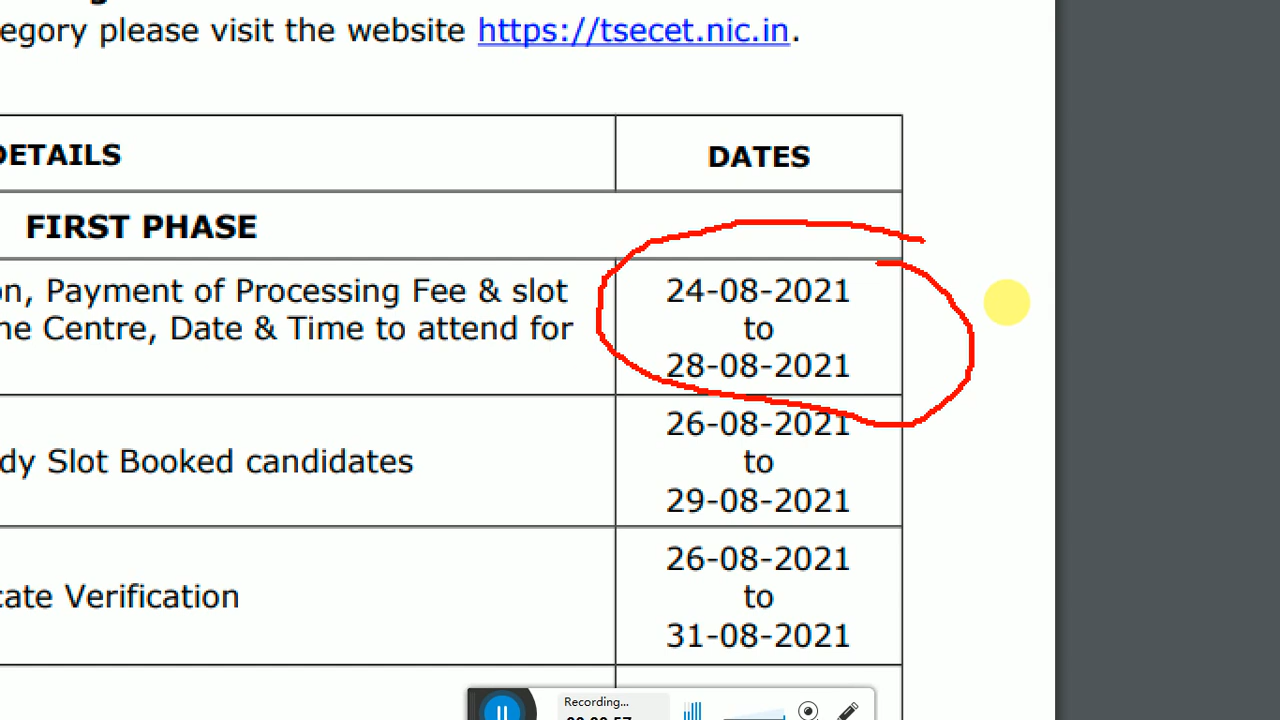 egory please visit the website https://tsecet.nic.in.
DETAILS
DATES
FIRST PHASE
on, Payment of Processing Fee & slot
ne Centre, Date & Time to attend for
24-08-2021
to
28-08-2021
dy Slot Booked candidates
26-08-2021
to
29-08-2021
cate Verification
26-08-2021
to
31-08-2021
Recording...